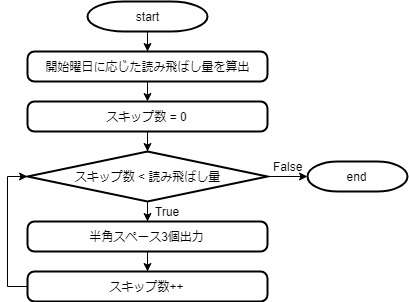 start
開始曜日に応じた読み飛ばし量を算出
スキップ数 = 0
スキップ数 < 読み飛ばし量
False
end
True
半角スペース3個出力
スキップ数++